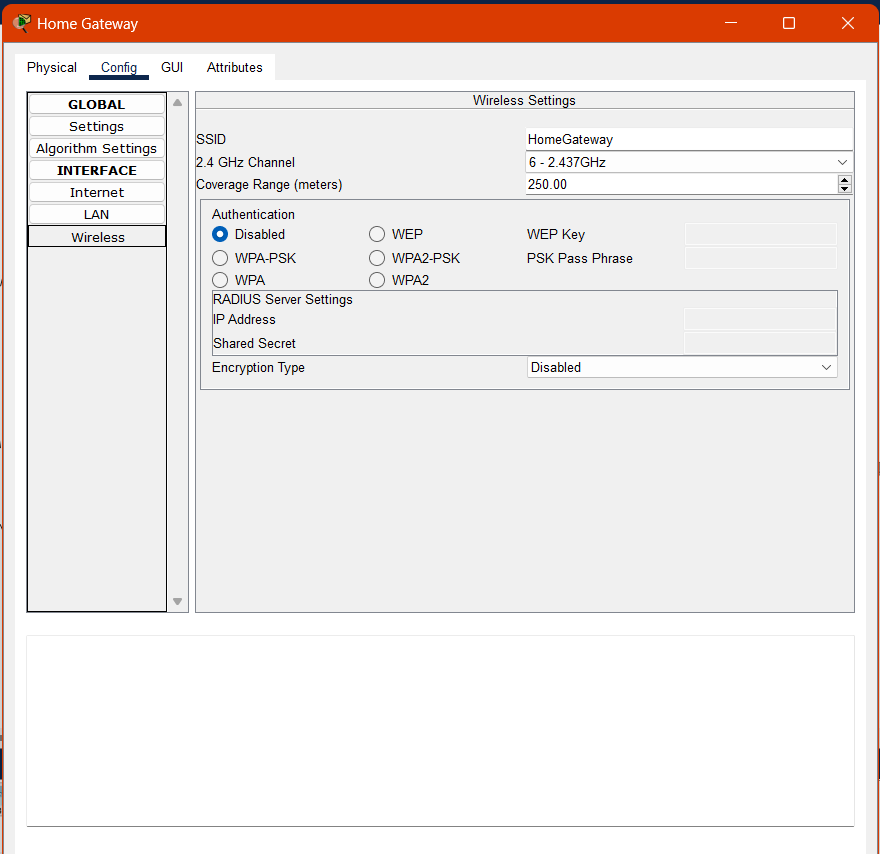 Home Gateway
Physical Config GUI Attributes
GLOBAL
Settings
Algorithm Settings
INTERFACE
Internet
LAN
Wireless
Wireless Settings
SSID HomeGateway
2.4 GHz Channel 6 - 2.437GHz
Coverage Range (meters) 250.00
Authentication
Disabled WEP WEP Key
WPA-PSK WPA2-PSK PSK Pass Phrase
WPA WPA2
RADIUS Server Settings
IP Address
Shared Secret
Encryption Type Disabled